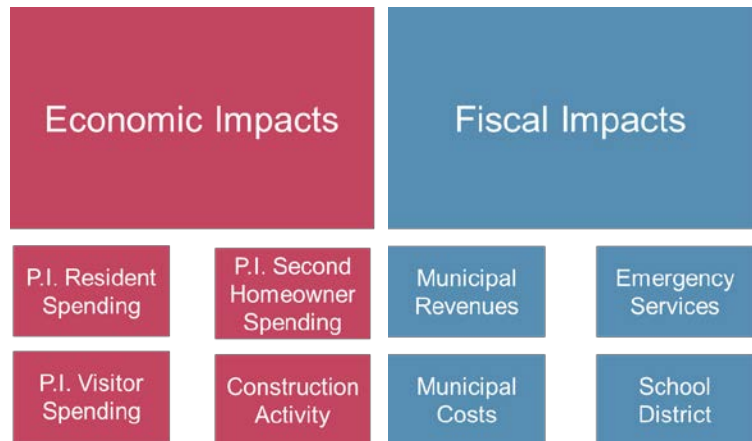 Economic Impacts
Fiscal Impacts
P.I. Resident
Spending
P.I. Second
Homeowner
Spending
Municipal
Revenues
Emergency
Services
P.I. Visitor
Spending
Construction
Activity
Municipal
Costs
School
District